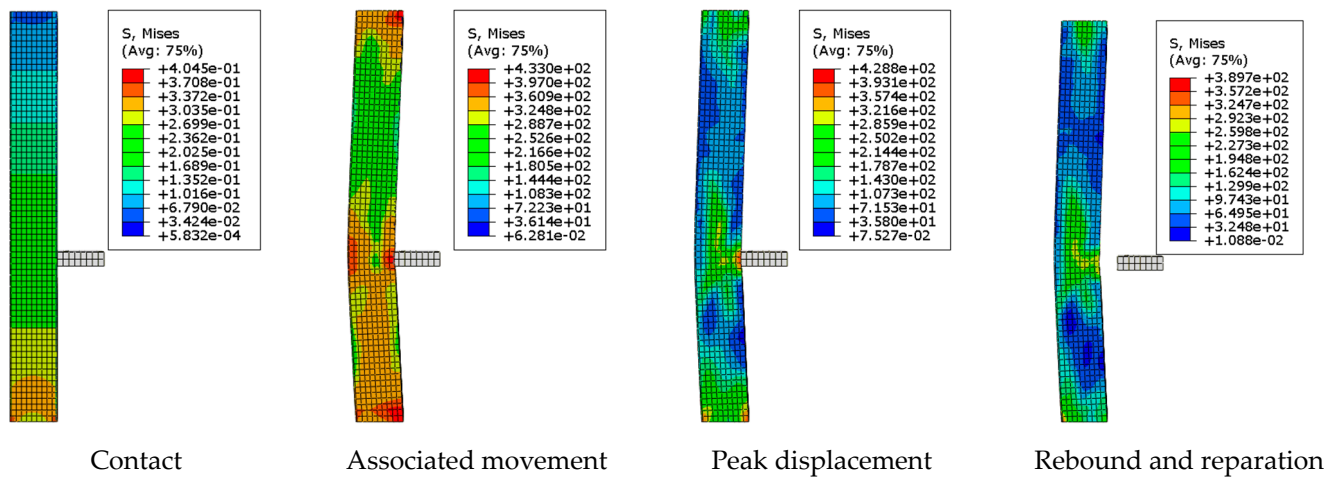 S, Mises
(Avg: 75%)
+4.045e-01
+3.708e-01
+3.372e-01
+3.035e-01
+2.699e-01
+2.362e-01
+2.025e-01
+1.689e-01
+1.352e-01
+1.016e-01
+6.790e-02
+3.424e-02
+5.832e-04
S, Mises
(Avg: 75%)
+4.330e+02
+3.970e+02
+3.609e+02
+3.248e+02
+2.887e+02
+2.526e+02
+2.166e+02
+1.805e+02
+1.444e+02
+1.083e+02
+7.223e+01
+3.614e+01
+6.281e-02
S, Mises
(Avg: 75%)
+4.288e+02
+3.931e+02
+3.574e+02
+3.216e+02
+2.859e+02
+2.502e+02
+2.144e+02
+1.787e+02
+1.430e+02
+1.073e+02
+7.153e+01
+3.580e+01
+7.527e-02
S, Mises
(Avg: 75%)
+3.897e+02
+3.572e+02
+3.247e+02
+2.923e+02
+2.598e+02
+2.273e+02
+1.948e+02
+1.624e+02
+1.299e+02
+9.743e+01
+6.495e+01
+3.248e+01
+1.088e-02
Contact
Associated movement
Peak displacement
Rebound and reparation